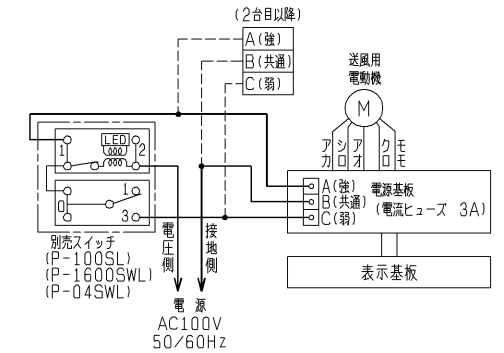 (2台目以降)
A(強)
B(共通)
C(弱)
送風用
電動機
M
アカ
シロ
アオ
クロ
モモ
LED
1
2
0
1
3
A(強)
B(共通)
C(弱)
電源基板
(電流ヒューズ 3A)
表示基板
別売スイッチ
(P-100SL)
(P-1600SWL)
(P-04SWL)
電圧側
接地側
電源
AC100V
50/60Hz